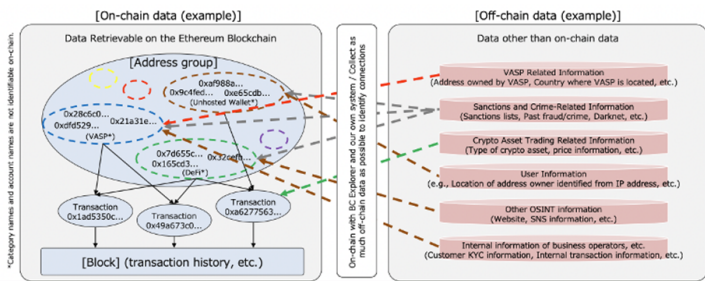 [On-chain data (example)]
Data Retrievable on the Ethereum Blockchain
[Address group]
0xaf988e...
0x9c4fed... 0xe65cdb...
(Unhosted Wallet*)
0x28c6c0...
0xdfd529... 0x21a31e...
(VASP*)
0x7d655c...
0x165cd3... 0x32cefb...
(DeFi*)
Transaction
0x1ad5350c...
Transaction
0x49a673c0...
Transaction
0xa6277563...
[Block] (transaction history, etc.)
*Category names and account names are not identifiable on-chain.
On-chain with BC Explorer and our own system / Collect as
much off-chain data as possible to identify connections
[Off-chain data (example)]
Data other than on-chain data
VASP Related Information
(Address owned by VASP, Country where VASP is located, etc.)
Sanctions and Crime-Related Information
(Sanctions lists, Past fraud/crime, Darknet, etc.)
Crypto Asset Trading Related Information
(Type of crypto asset, price information, etc.)
User Information
(e.g., Location of address owner identified from IP address, etc.)
Other OSINT information
(Website, SNS information, etc.)
Internal information of business operators, etc.
(Customer KYC information, Internal transaction information, etc.)